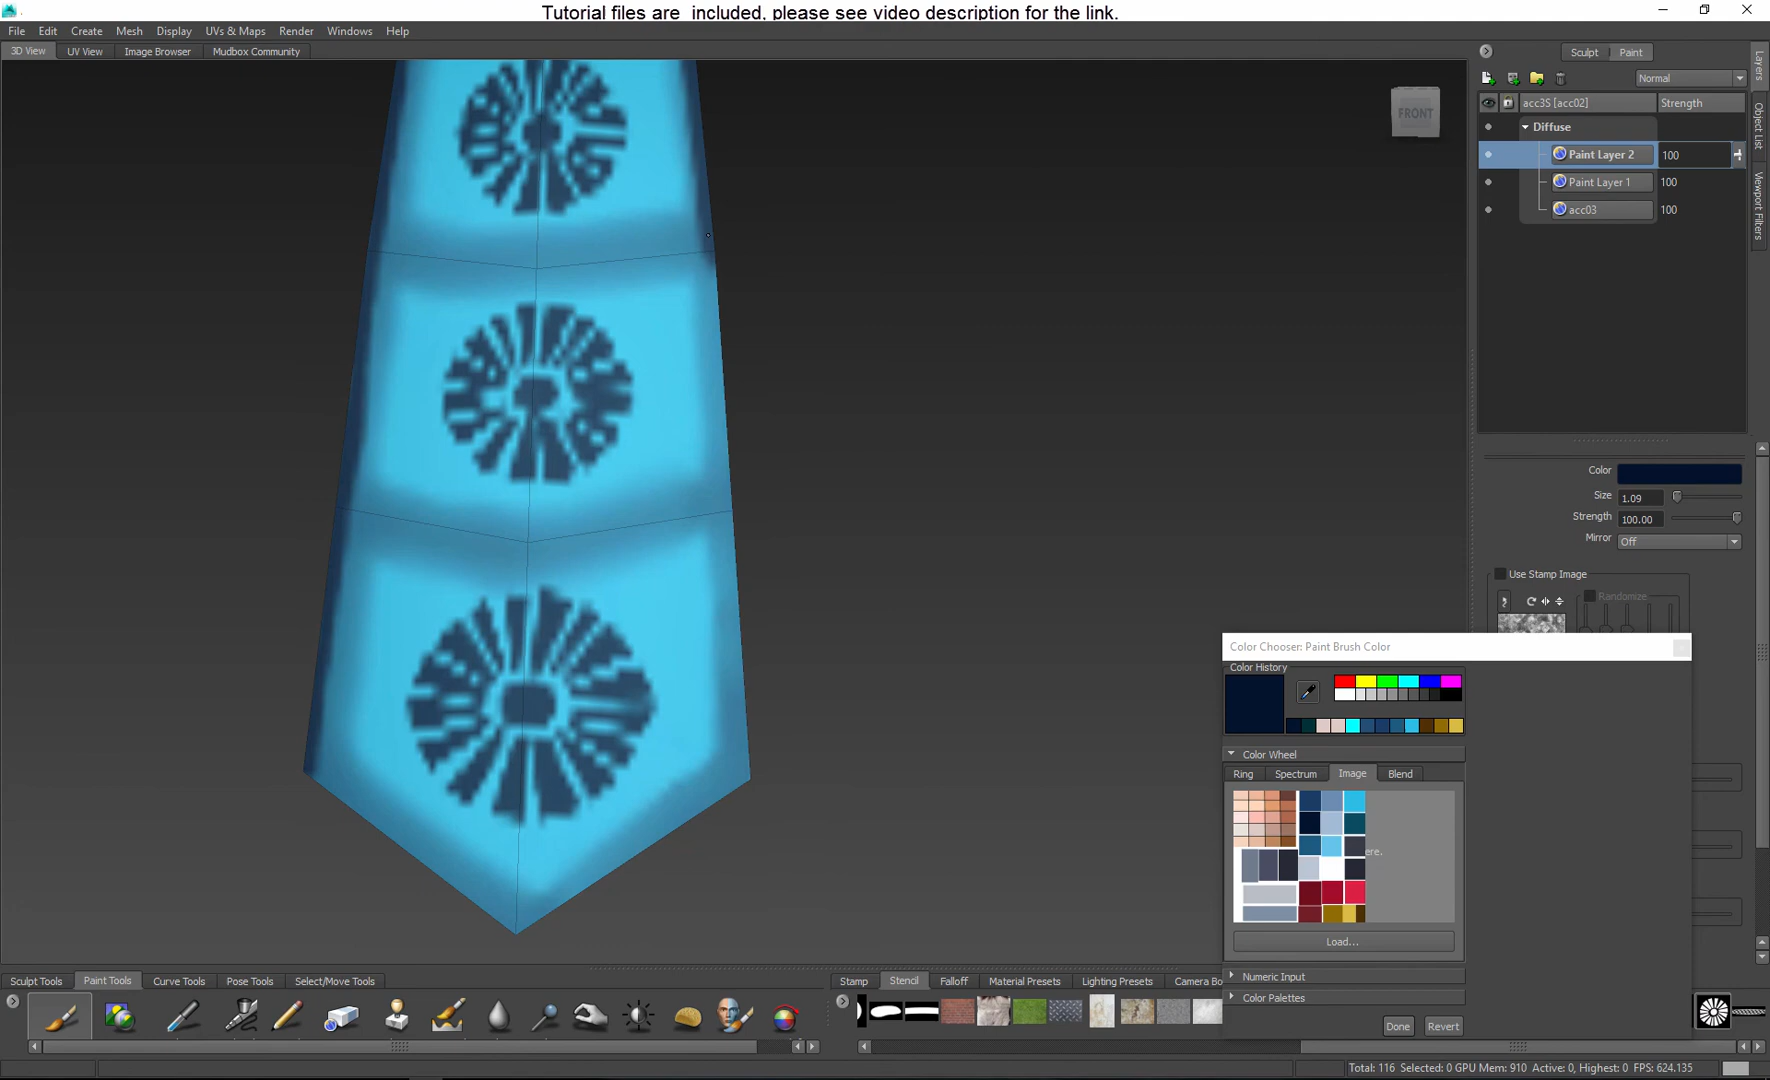 Tutorial files are  included, please see video description for the link.
File Edit Create Mesh Display UVs & Maps Render Windows Help
3D View UV View Image Browser Mudbox Community
Sculpt Paint
Layers
Normal
FRONT
acc3S [acc02] Strength
Object List
Diffuse
Paint Layer 2 100
Paint Layer 1 100
Viewport Filters
acc03 100
Color
Size 1.09
Strength 100.00
Mirror Off
Use Stamp Image
Randomize
Color Chooser: Paint Brush Color
Color History
Color Wheel
Ring Spectrum Image Blend
ere.
Load...
Numeric Input
Color Palettes
Done Revert
Sculpt Tools Paint Tools Curve Tools Pose Tools Select/Move Tools
Stamp Stencil Falloff Material Presets Lighting Presets Camera Bo
Total: 116 Selected: 0 GPU Mem: 910 Active: 0, Highest: 0 FPS: 624.135